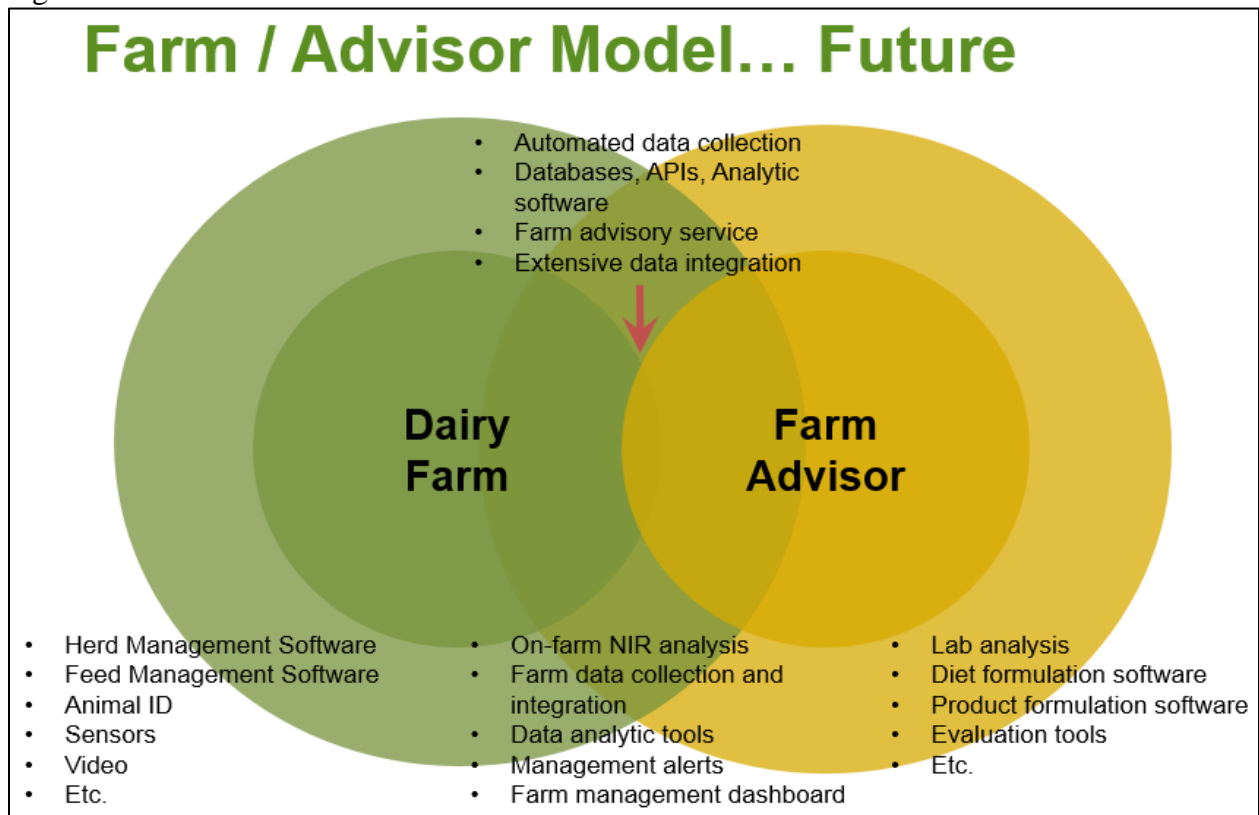 Farm / Advisor Model… Future
• Automated data collection
• Databases, APIs, Analytic
software
• Farm advisory service
• Extensive data integration
Dairy
Farm
Farm
Advisor
• Herd Management Software
• Feed Management Software
• Animal ID
• Sensors
• Video
• Etc.
• On-farm NIR analysis
• Farm data collection and
integration
• Data analytic tools
• Management alerts
• Farm management dashboard
• Lab analysis
• Diet formulation software
• Product formulation software
• Evaluation tools
• Etc.